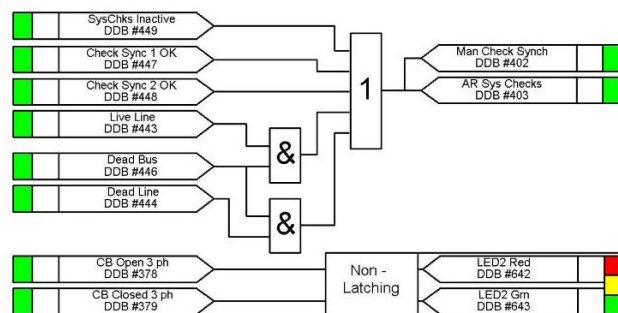 SysChks Inactive
DDB #449
Check Sync 1 OK
DDB #447
Check Sync 2 OK
DDB #448
Live Line
DDB #443
Dead Bus
DDB #446
Dead Line
DDB #444
&
&
1
Man Check Synch
DDB #402
AR Sys Checks
DDB #403
CB Open 3 ph
DDB #378
CB Closed 3 ph
DDB #379
Non -
Latching
LED2 Red
DDB #642
LED2 Grn
DDB #643